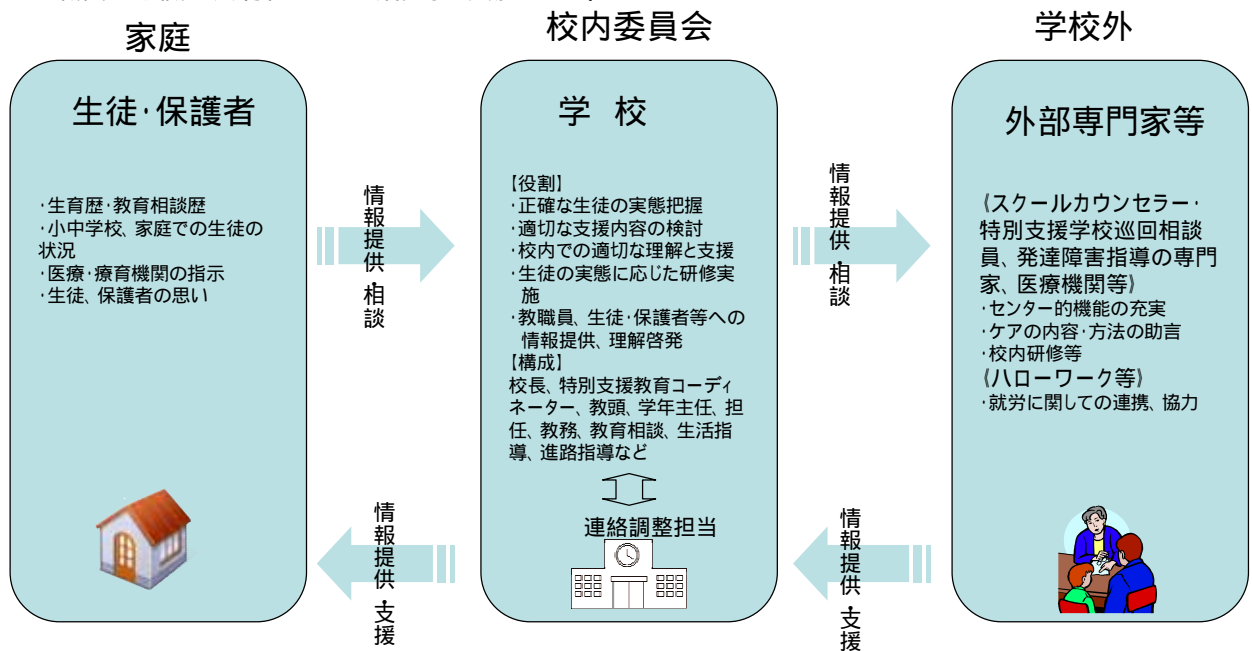 家庭
生徒・保護者
・生育歴・教育相談歴
・小中学校、家庭での生徒の
状況
・医療・療育機関の指示
・生徒、保護者の思い
情報提供・相談
情報提供・支援
校内委員会
学 校
【役割】
・正確な生徒の実態把握
・適切な支援内容の検討
・校内での適切な理解と支援
・生徒の実態に応じた研修実
施
・教職員、生徒・保護者等への
情報提供、理解啓発
【構成】
校長、特別支援教育コーディ
ネーター、教頭、学年主任、担
任、教務、教育相談、生活指
導、進路指導など
連絡調整担当
情報提供・相談
情報提供・支援
学校外
外部専門家等
《スクールカウンセラー・
特別支援学校巡回相談
員、発達障害指導の専門
家、医療機関等》
・センター的機能の充実
・ケアの内容・方法の助言
・校内研修等
《ハローワーク等》
・就労に関しての連携、協力